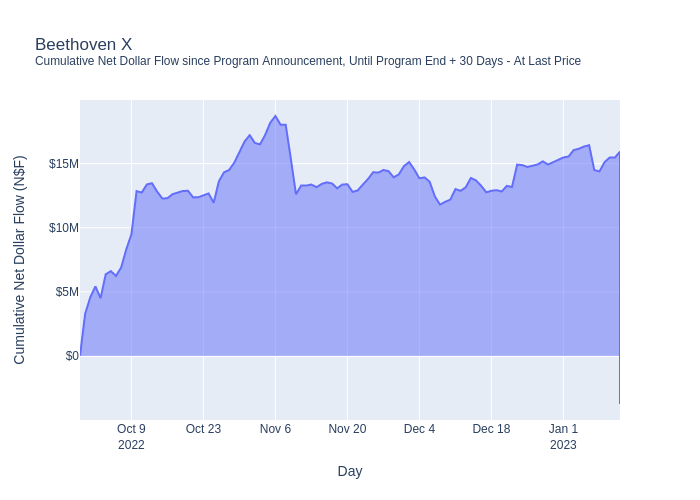 Beethoven X
Cumulative Net Dollar Flow since Program Announcement, Until Program End + 30 Days - At Last Price
Cumulative Net Dollar Flow (N$F)
$15M
$10M
$5M
$0
Oct 9
2022
Oct 23
Nov 6
Nov 20
Dec 4
Dec 18
Jan 1
2023
Day